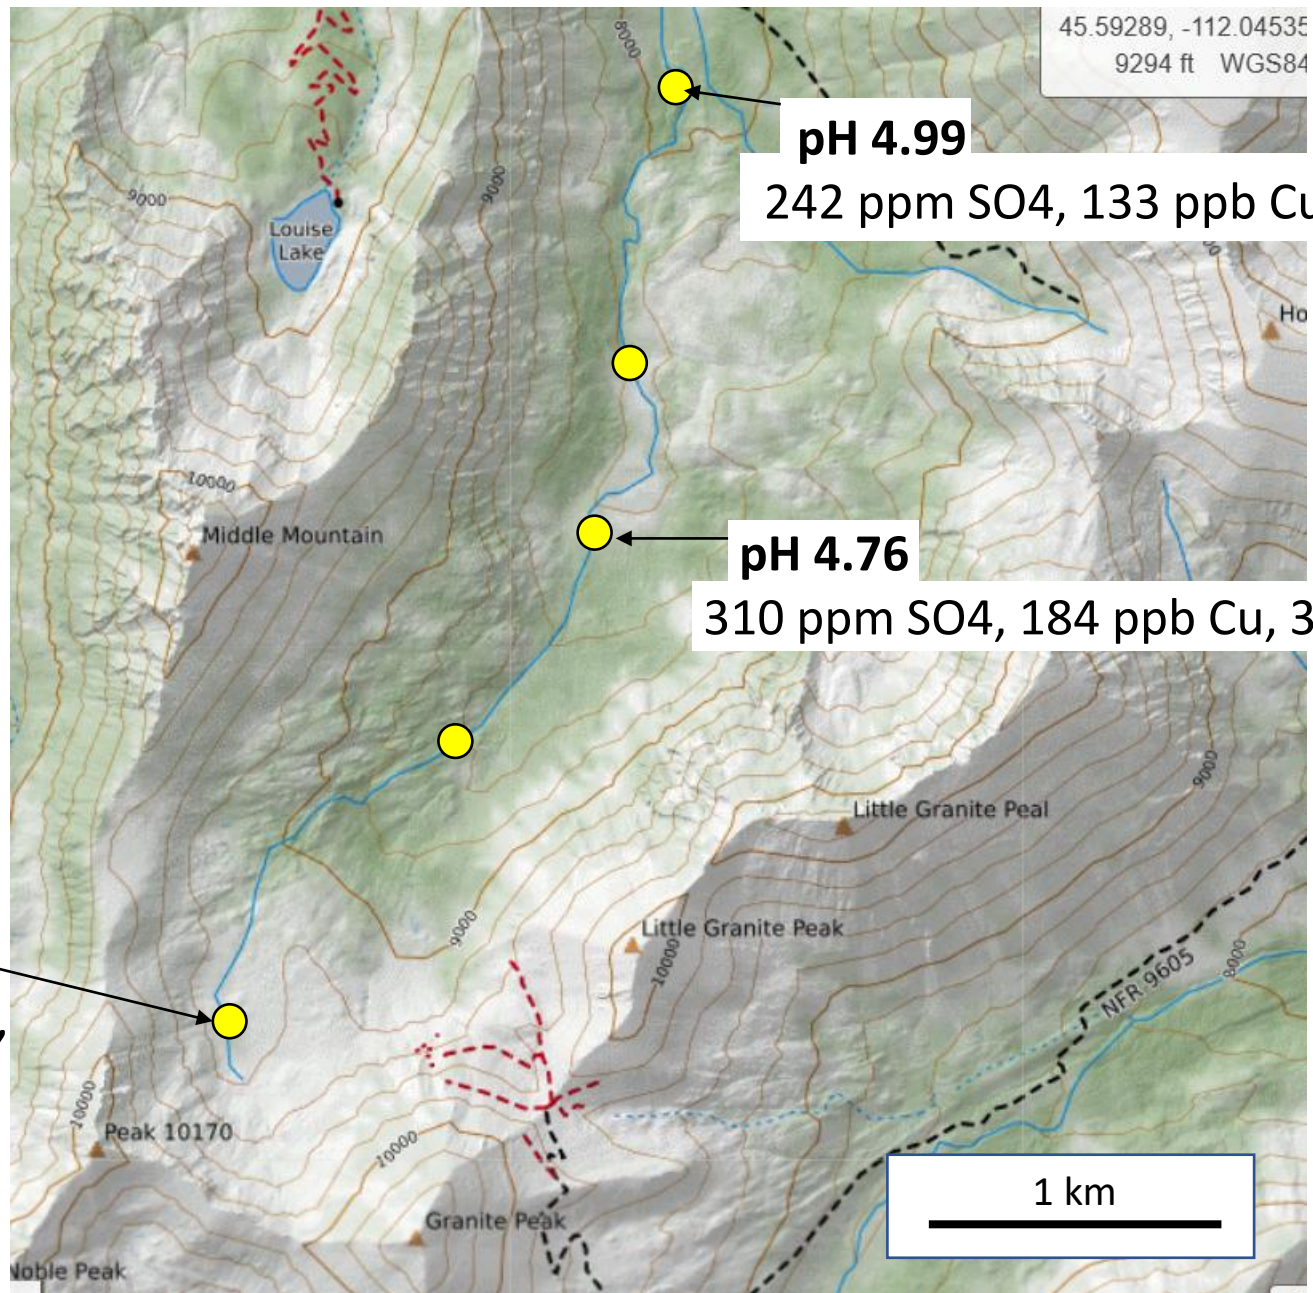 45.59289, -112.04535
9294 ft WGS84
8000
pH 4.99
242 ppm SO4, 133 ppb Cu
9000
9000
Louise
Lake
Ho
10000
Middle Mountain
pH 4.76
310 ppm SO4, 184 ppb Cu, 3
9000
Little Granite Peal
9000
Little Granite Peak
10000
8000
NFR 9605
,
10000
Peak 10170
10000
1 km
Granite Peak
Noble Peak